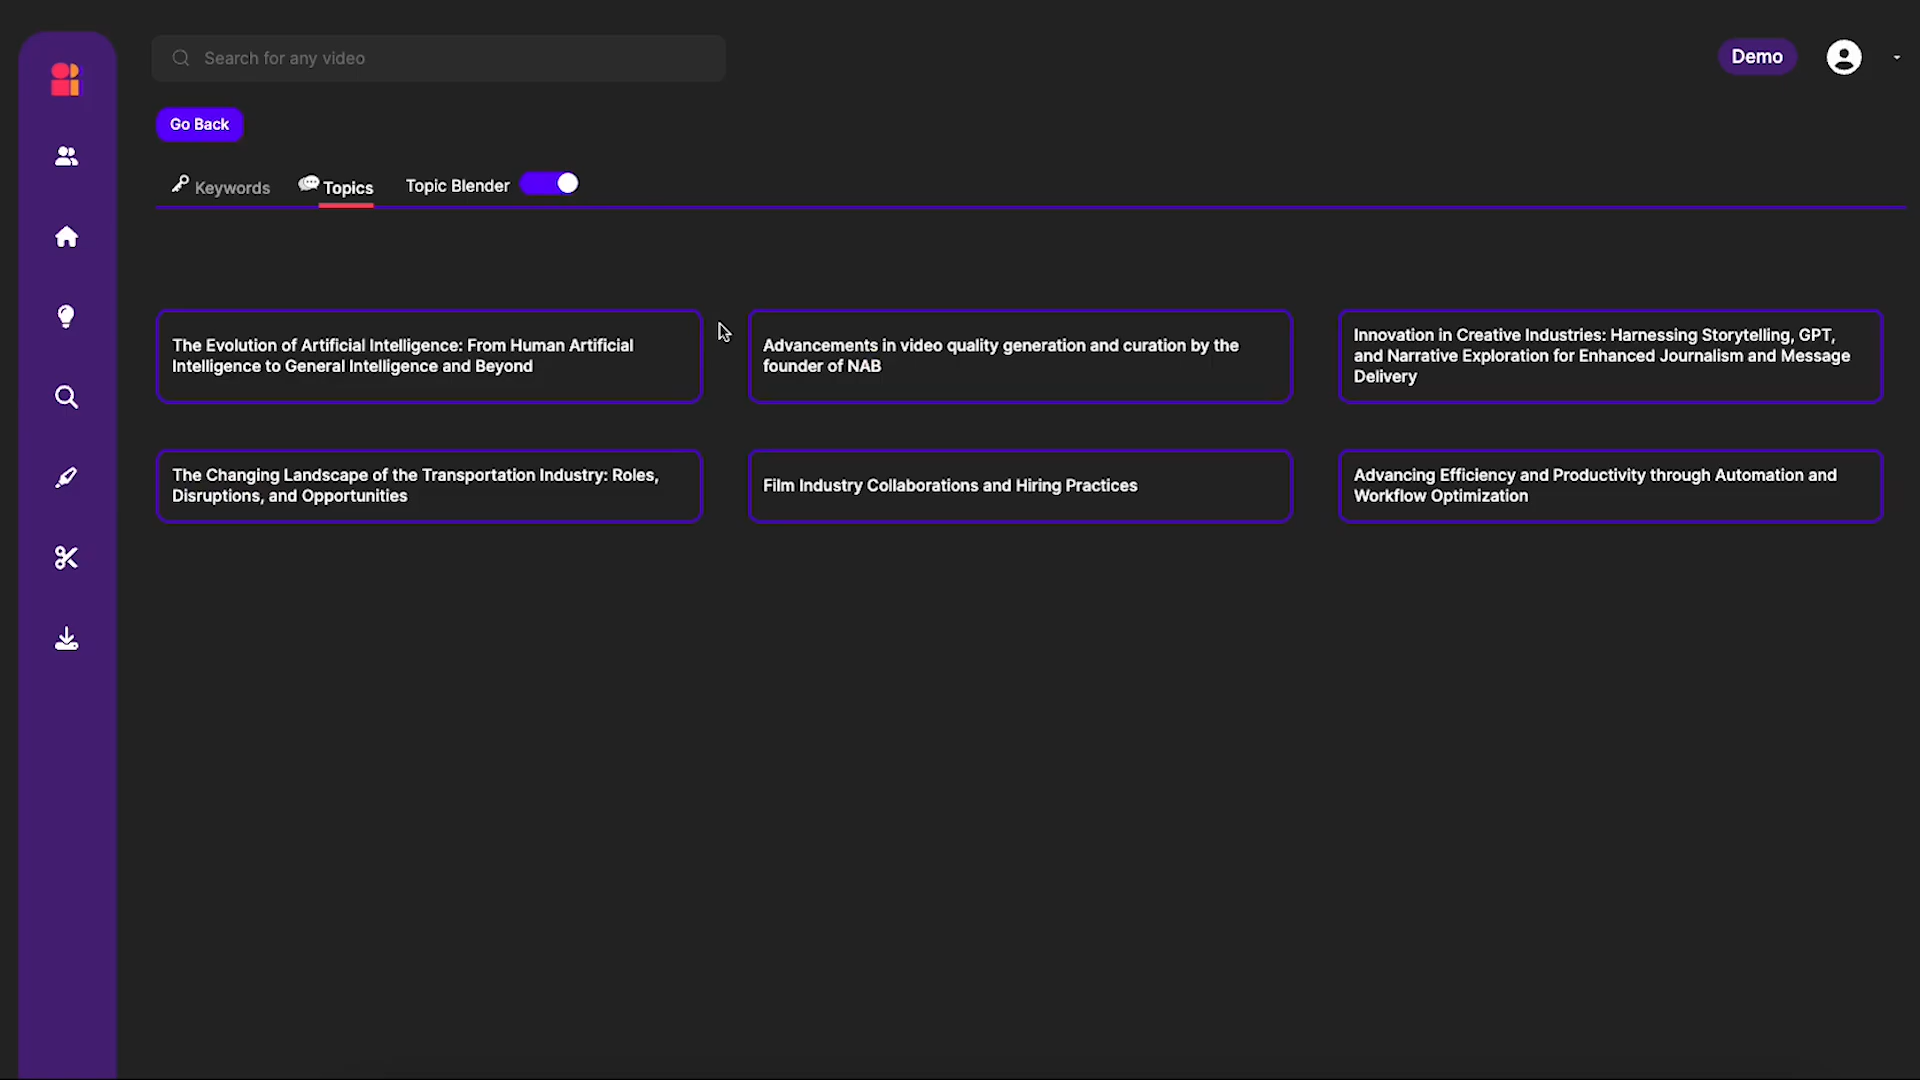 Search for any video
Demo
Go Back
Keywords
Topics
Topic Blender
The Evolution of Artificial Intelligence: From Human Artificial
Intelligence to General Intelligence and Beyond
Advancements in video quality generation and curation by the
founder of NAB
Innovation in Creative Industries: Harnessing Storytelling, GPT,
and Narrative Exploration for Enhanced Journalism and Message
Delivery
The Changing Landscape of the Transportation Industry: Roles,
Disruptions, and Opportunities
Film Industry Collaborations and Hiring Practices
Advancing Efficiency and Productivity through Automation and
Workflow Optimization